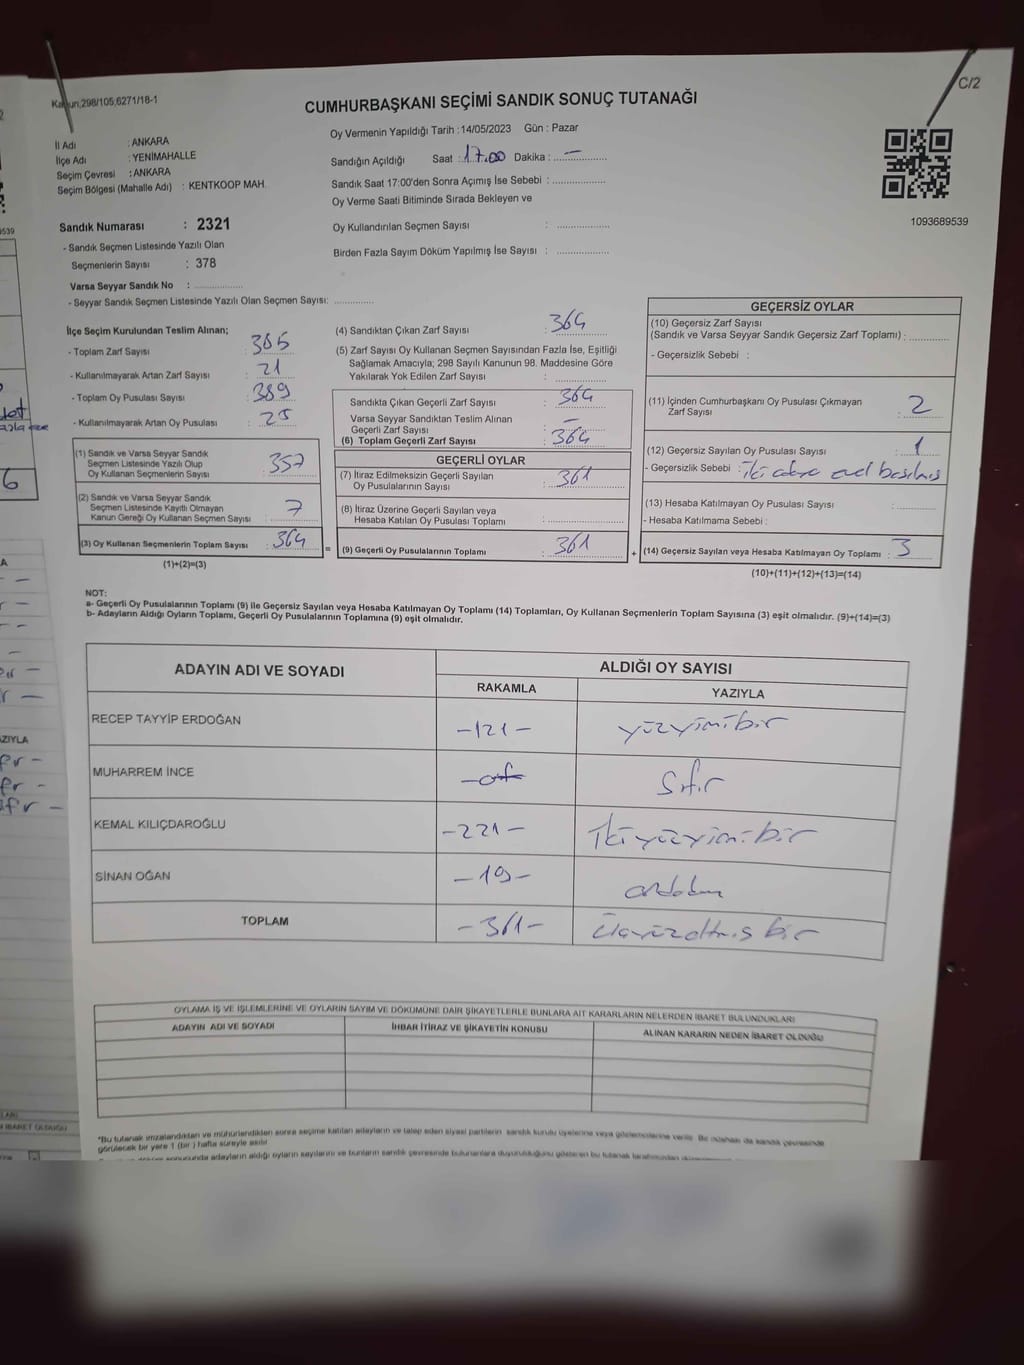 C/2
Kanun,298/105,6271/18-1
CUMHURBAŞKANI SEÇİMİ SANDIK SONUÇ TUTANAĞI
İl Adı : ANKARA
İlçe Adı : YENİMAHALLE
Seçim Çevresi : ANKARA
Seçim Bölgesi (Mahalle Adı) : KENTKOOP MAH.
Oy Vermenin Yapıldığı Tarih : 14/05/2023 Gün : Pazar
Sandığın Açıldığı Saat : 17.00 Dakika : —
Sandık Saat 17:00'den Sonra Açımış İse Sebebi :
Oy Verme Saati Bitiminde Sırada Bekleyen ve
Oy Kullandırılan Seçmen Sayısı :
Birden Fazla Sayım Döküm Yapılmış İse Sayısı :
1093689539
Sandık Numarası : 2321
- Sandık Seçmen Listesinde Yazılı Olan
Seçmenlerin Sayısı : 378
Varsa Seyyar Sandık No :
- Seyyar Sandık Seçmen Listesinde Yazılı Olan Seçmen Sayısı:
İlçe Seçim Kurulundan Teslim Alınan;
- Toplam Zarf Sayısı : 385
- Kullanılmayarak Artan Zarf Sayısı : 21
- Toplam Oy Pusulası Sayısı : 389
- Kullanılmayarak Artan Oy Pusulası : 25
(1) Sandık ve Varsa Seyyar Sandık
Seçmen Listesinde Yazılı Olup
Oy Kullanan Seçmenlerin Sayısı : 357
(2) Sandık ve Varsa Seyyar Sandık
Seçmen Listesinde Kayıtlı Olmayan
Kanun Gereği Oy Kullanan Seçmen Sayısı : 7
(3) Oy Kullanan Seçmenlerin Toplam Sayısı : 364
(1)+(2)=(3)
(4) Sandıktan Çıkan Zarf Sayısı : 364
(5) Zarf Sayısı Oy Kullanan Seçmen Sayısından Fazla İse, Eşitliği
Sağlamak Amacıyla; 298 Sayılı Kanunun 98. Maddesine Göre
Yakılarak Yok Edilen Zarf Sayısı :
Sandıkta Çıkan Geçerli Zarf Sayısı : 364
Varsa Seyyar Sandıktan Teslim Alınan
Geçerli Zarf Sayısı : —
(6) Toplam Geçerli Zarf Sayısı : 364
GEÇERLİ OYLAR
(7) İtiraz Edilmeksizin Geçerli Sayılan
Oy Pusulalarının Sayısı : 361
(8) İtiraz Üzerine Geçerli Sayılan veya
Hesaba Katılan Oy Pusulası Toplamı :
= (9) Geçerli Oy Pusulalarının Toplamı : 361 +
GEÇERSİZ OYLAR
(10) Geçersiz Zarf Sayısı
(Sandık ve Varsa Seyyar Sandık Geçersiz Zarf Toplamı) :
- Geçersizlik Sebebi :
(11) İçinden Cumhurbaşkanı Oy Pusulası Çıkmayan
Zarf Sayısı : 2
(12) Geçersiz Sayılan Oy Pusulası Sayısı : 1
- Geçersizlik Sebebi : İki adaya evet basılmış
(13) Hesaba Katılmayan Oy Pusulası Sayısı :
- Hesaba Katılmama Sebebi :
(14) Geçersiz Sayılan veya Hesaba Katılmayan Oy Toplamı : 3
(10)+(11)+(12)+(13)=(14)
NOT:
a- Geçerli Oy Pusulalarının Toplamı (9) ile Geçersiz Sayılan veya Hesaba Katılmayan Oy Toplamı (14) Toplamları, Oy Kullanan Seçmenlerin Toplam Sayısına (3) eşit olmalıdır. (9)+(14)=(3)
b- Adayların Aldığı Oyların Toplamı, Geçerli Oy Pusulalarının Toplamına (9) eşit olmalıdır.
ADAYIN ADI VE SOYADI ALDIĞI OY SAYISI
RAKAMLA YAZIYLA
RECEP TAYYİP ERDOĞAN -121- yüzyirmibir
MUHARREM İNCE Sıfır
KEMAL KILIÇDAROĞLU -221- İkiyüzyirmibir
SİNAN OĞAN -19- ondokuz
TOPLAM -361- üçyüzaltmışbir
OYLAMA İŞ VE İŞLEMLERİNE VE OYLARIN SAYIM VE DÖKÜMÜNE DAİR ŞİKAYETLERLE BUNLARA AİT KARARLARIN NELERDEN İBARET BULUNDUKLARI
ADAYIN ADI VE SOYADI İHBAR İTİRAZ VE ŞİKAYETİN KONUSU ALINAN KARARIN NEDEN İBARET OLDUĞU
"Bu tutanak imzalandıktan ve mühürlendikten sonra seçime katılan adayların ve talep eden siyasi partilerin sandık kurulu üyelerine veya gözlemcilerine verilir. Bir nüshası da sandık çevresinde
görülecek bir yere 1 (bir) hafta süreyle asılır.